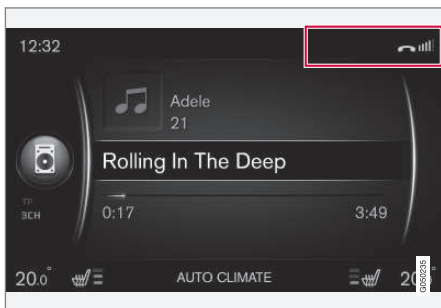 12:32
Adele
21
Rolling In The Deep
TP
3CH
0:17
3:49
20.0°
AUTO CLIMATE
20
G050235